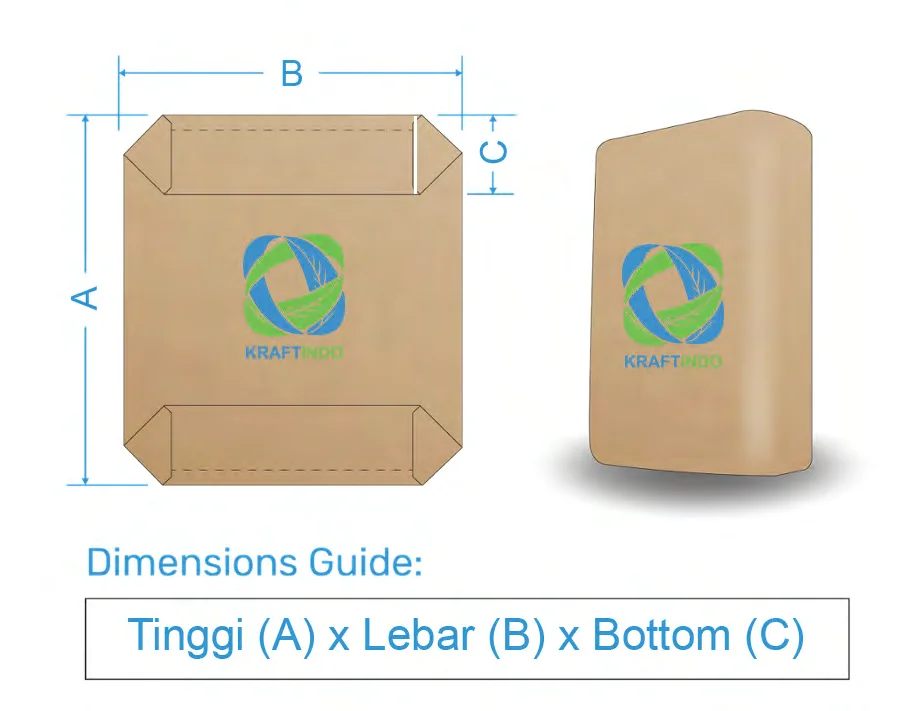 B
C
A
KRAFTINDO
KRAFTINDO
Dimensions Guide:
Tinggi (A) x Lebar (B) x Bottom (C)